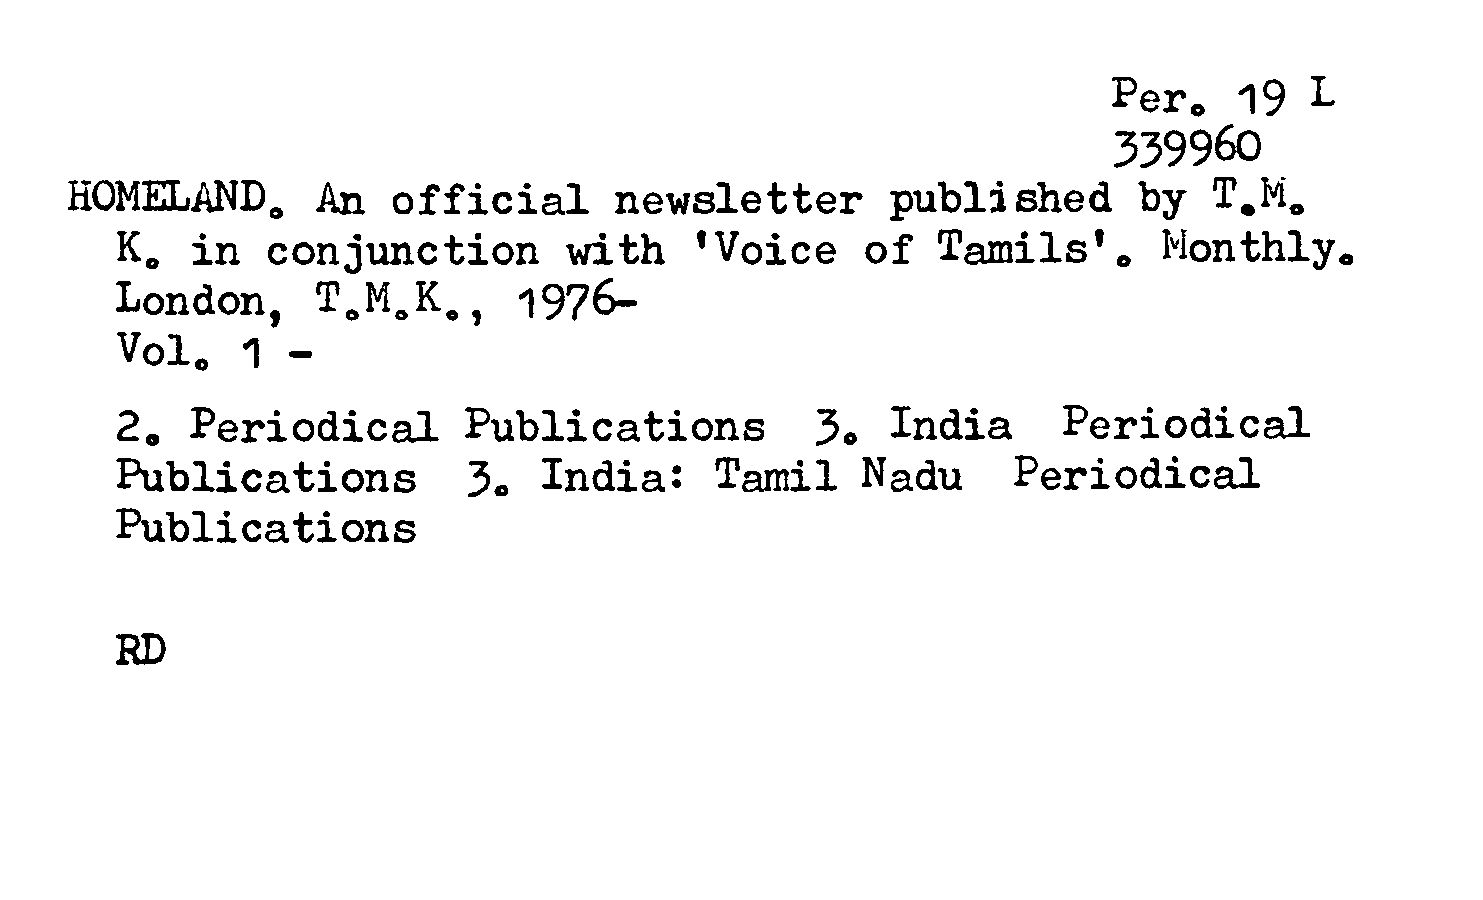 Per. 19 L
339960
HOMELAND. An official newsletter published by T.M.
K. in conjunction with 'Voice of Tamils'. Monthly.
London, T.M.K., 1976-
Vol. 1 -
2. Periodical Publications 3. India Periodical
Publications 3. India: Tamil Nadu Periodical
Publications
RD